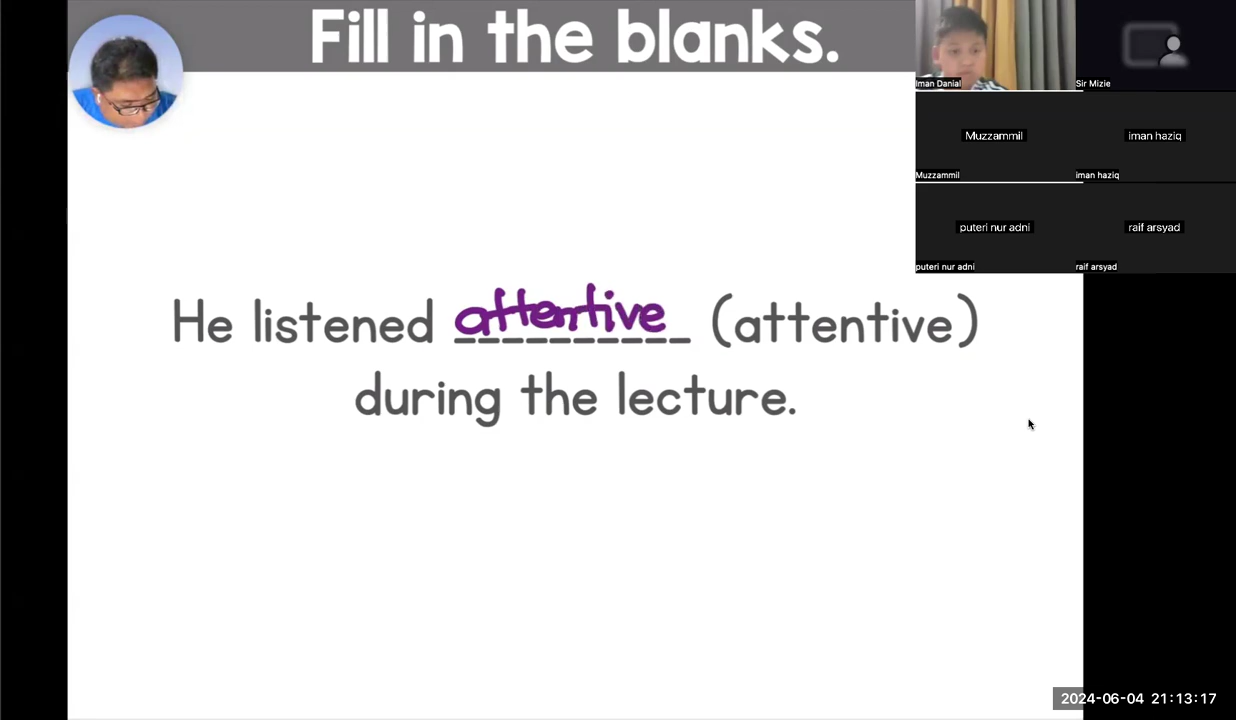 Fill in the blanks.
Iman Danial
Sir Mizie
Muzzammil
iman haziq
Muzzammil
iman haziq
puteri nur adni
raif arsyad
puteri nur adni
raif arsyad
He listened attentive (attentive)
during the lecture.
2024-06-04 21:13:17